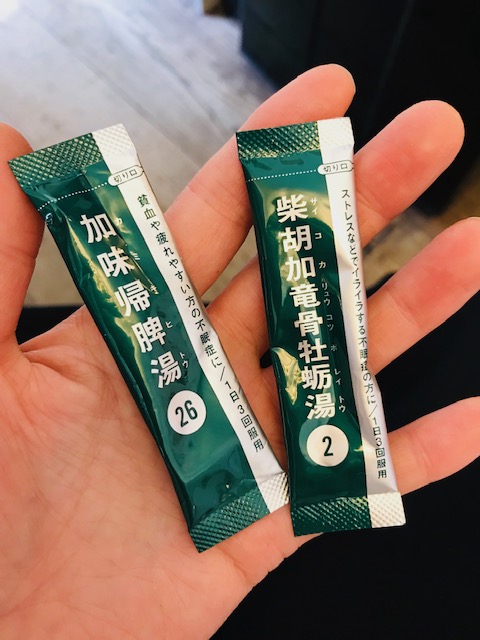 切り口
加味帰脾湯
カミキヒトウ
26
貧血や疲れやすい方の不眠症に/1日3回服用
切り口
柴胡加竜骨牡蛎湯
サイコカリュウコツボレイトウ
2
ストレスなどでイライラする不眠症の方に/1日3回服用